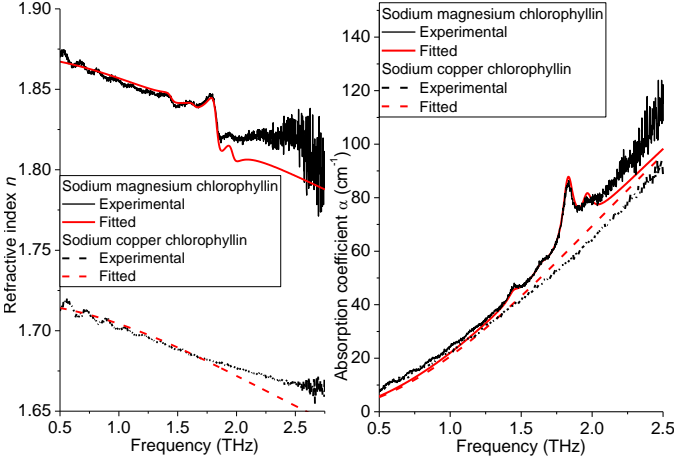 1.90
1.85
1.80
1.75
1.70
1.65
Refractive index n
Sodium magnesium chlorophyllin
Experimental
Fitted
Sodium copper chlorophyllin
Experimental
Fitted
0.5 1.0 1.5 2.0 2.5
Frequency (THz)
140
120
100
80
60
40
20
0
Absorption coefficient α (cm⁻¹)
Sodium magnesium chlorophyllin
Experimental
Fitted
Sodium copper chlorophyllin
Experimental
Fitted
0.5 1.0 1.5 2.0 2.5
Frequency (THz)